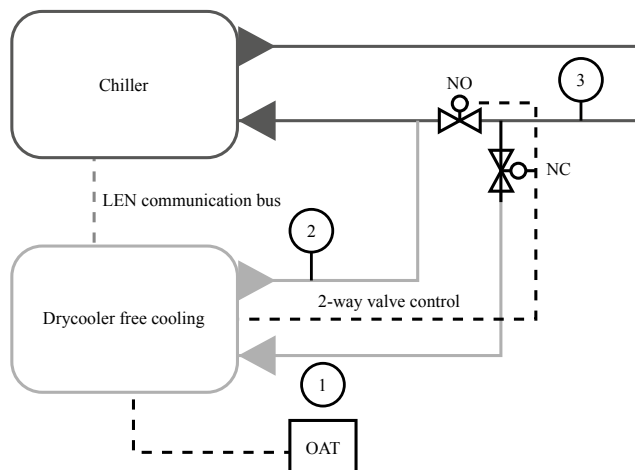 3
NO
Chiller
NC
LEN communication bus
2
2-way valve control
Drycooler free cooling
1
OAT